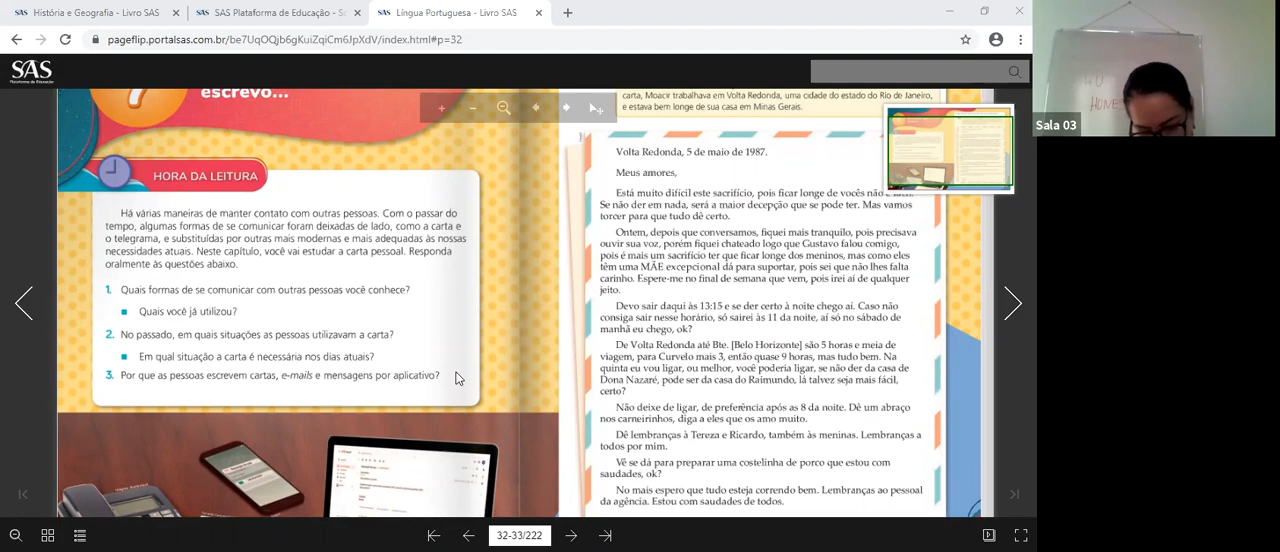 História e Geografia - Livro SAS
SAS Plataforma de Educação - S
Língua Portuguesa - Livro SAS
pageflip.portalsas.com.br/be7UqOQjb6gKuiZqiCm6JpXdV/index.html#p=32
SAS
Plataforma de Educação
7
escrevo...
HORA DA LEITURA
Há várias maneiras de manter contato com outras pessoas. Com o passar do
tempo, algumas formas de se comunicar foram deixadas de lado, como a carta e
o telegrama, e substituídas por outras mais modernas e mais adequadas às nossas
necessidades atuais. Neste capítulo, você vai estudar a carta pessoal. Responda
oralmente às questões abaixo.
1. Quais formas de se comunicar com outras pessoas você conhece?
Quais você já utilizou?
2. No passado, em quais situações as pessoas utilizavam a carta?
Em qual situação a carta é necessária nos dias atuais?
3. Por que as pessoas escrevem cartas, e-mails e mensagens por aplicativo?
carta, Moacir trabalhava em Volta Redonda, uma cidade do estado do Rio de Janeiro,
e estava bem longe de sua casa em Minas Gerais.
Volta Redonda, 5 de maio de 1987.
Meus amores,
Está muito difícil este sacrifício, pois ficar longe de vocês não é
Se não der em nada, será a maior decepção que se pode ter. Mas vamos
torcer para que tudo dê certo.
Ontem, depois que conversamos, fiquei mais tranquilo, pois precisava
ouvir sua voz, porém fiquei chateado logo que Gustavo falou comigo,
pois é mais um sacrifício ter que ficar longe dos meninos, mas como eles
têm uma MÃE excepcional dá para suportar, pois sei que não lhes falta
carinho. Espere-me no final de semana que vem, pois irei aí de qualquer
jeito.
Devo sair daqui às 13:15 e se der certo à noite chego aí. Caso não
consiga sair nesse horário, só sairei às 11 da noite, aí só no sábado de
manhã eu chego, ok?
De Volta Redonda até Bte. [Belo Horizonte] são 5 horas e meia de
viagem, para Curvelo mais 3, então quase 9 horas, mas tudo bem. Na
quinta eu vou ligar, ou melhor, você poderia ligar, se não der da casa de
Dona Nazaré, pode ser da casa do Raimundo, lá talvez seja mais fácil,
certo?
Não deixe de ligar, de preferência após as 8 da noite. Dê um abraço
nos carneirinhos, diga a eles que os amo muito.
Dê lembranças à Tereza e Ricardo, também às meninas. Lembranças a
todos por mim.
Vê se dá para preparar uma costelinha de porco que estou com
saudades, ok?
No mais espero que tudo esteja correndo bem. Lembranças ao pessoal
da agência. Estou com saudades de todos.
32-33/222
Sala 03